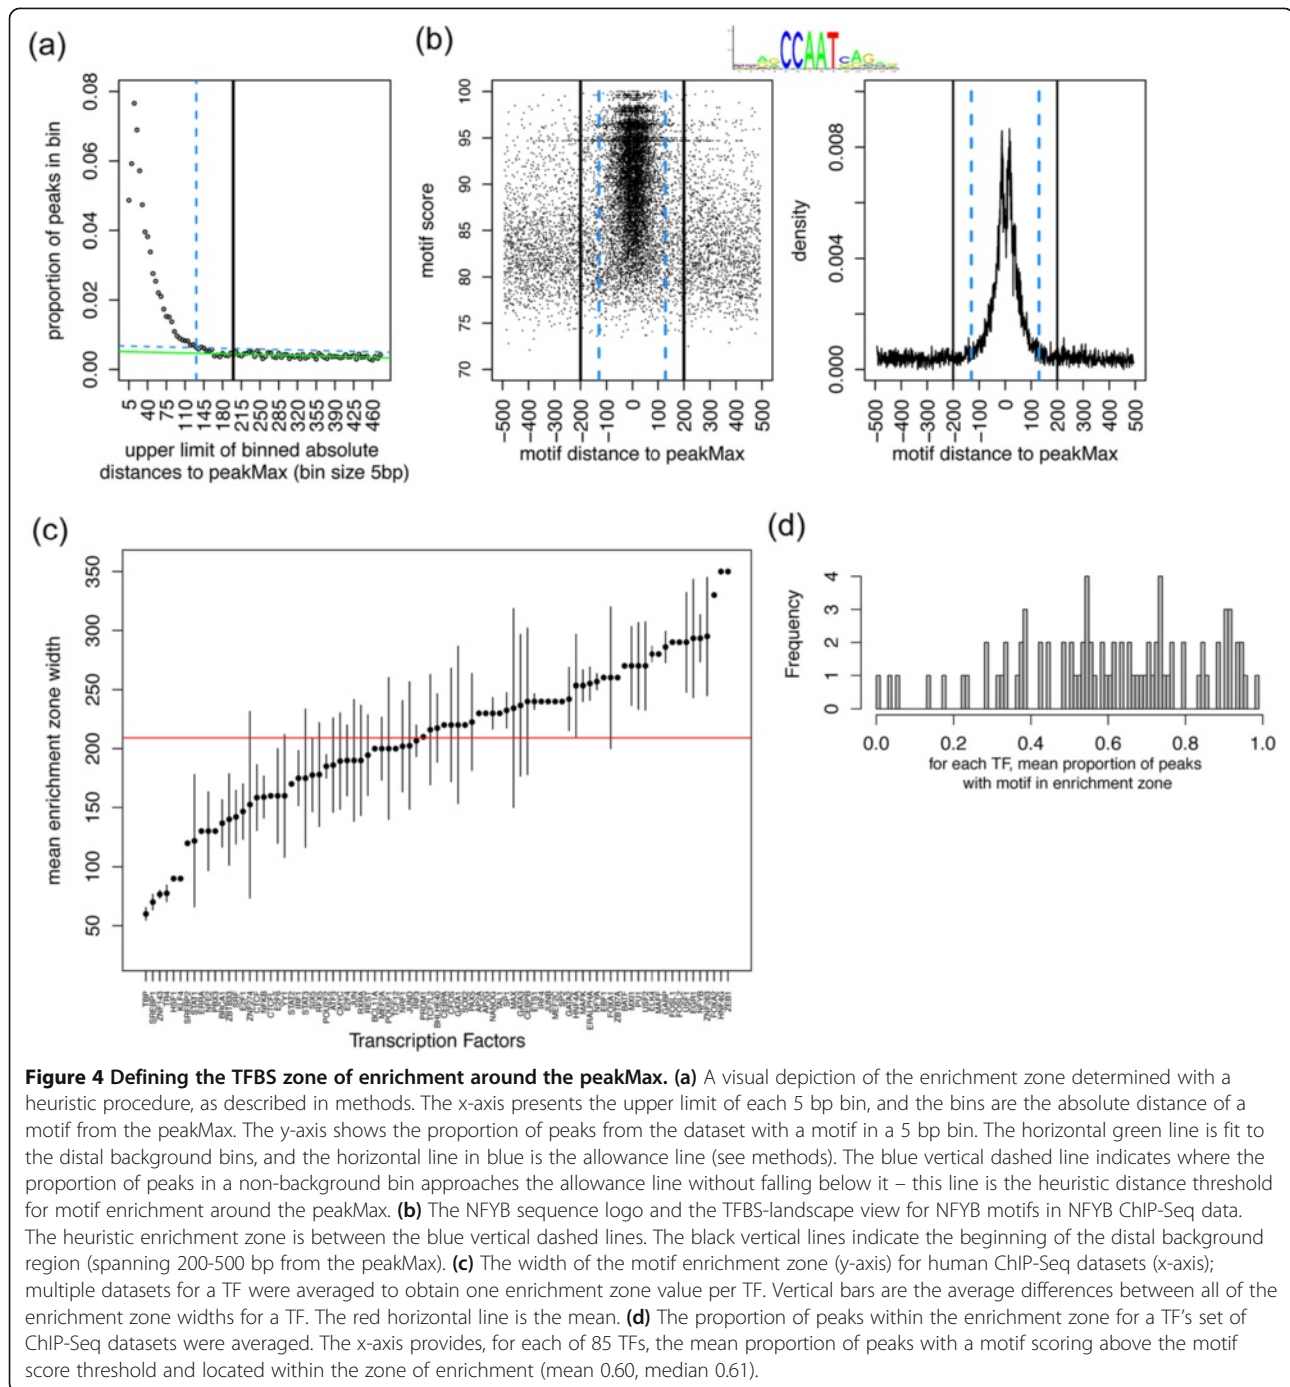 (a)
(b)
CCAAT
proportion of peaks in bin
0.00 0.02 0.04 0.06 0.08
5 40 75 110 145 180 215 250 285 320 355 390 425 460
upper limit of binned absolute
distances to peakMax (bin size 5bp)
motif score
70 75 80 85 90 95 100
−500 −300 −200 −100 0 100 200 300 400 500
motif distance to peakMax
density
0.000 0.004 0.008
−500 −300 −200 −100 0 100 200 300 400 500
motif distance to peakMax
(c)
mean enrichment zone width
50 100 150 200 250 300 350
Transcription Factors
(d)
Frequency
0 1 2 3 4
0.0 0.2 0.4 0.6 0.8 1.0
for each TF, mean proportion of peaks
with motif in enrichment zone
Figure 4 Defining the TFBS zone of enrichment around the peakMax. (a) A visual depiction of the enrichment zone determined with a
heuristic procedure, as described in methods. The x-axis presents the upper limit of each 5 bp bin, and the bins are the absolute distance of a
motif from the peakMax. The y-axis shows the proportion of peaks from the dataset with a motif in a 5 bp bin. The horizontal green line is fit to
the distal background bins, and the horizontal line in blue is the allowance line (see methods). The blue vertical dashed line indicates where the
proportion of peaks in a non-background bin approaches the allowance line without falling below it – this line is the heuristic distance threshold
for motif enrichment around the peakMax. (b) The NFYB sequence logo and the TFBS-landscape view for NFYB motifs in NFYB ChIP-Seq data.
The heuristic enrichment zone is between the blue vertical dashed lines. The black vertical lines indicate the beginning of the distal background
region (spanning 200-500 bp from the peakMax). (c) The width of the motif enrichment zone (y-axis) for human ChIP-Seq datasets (x-axis);
multiple datasets for a TF were averaged to obtain one enrichment zone value per TF. Vertical bars are the average differences between all of the
enrichment zone widths for a TF. The red horizontal line is the mean. (d) The proportion of peaks within the enrichment zone for a TF's set of
ChIP-Seq datasets were averaged. The x-axis provides, for each of 85 TFs, the mean proportion of peaks with a motif scoring above the motif
score threshold and located within the zone of enrichment (mean 0.60, median 0.61).